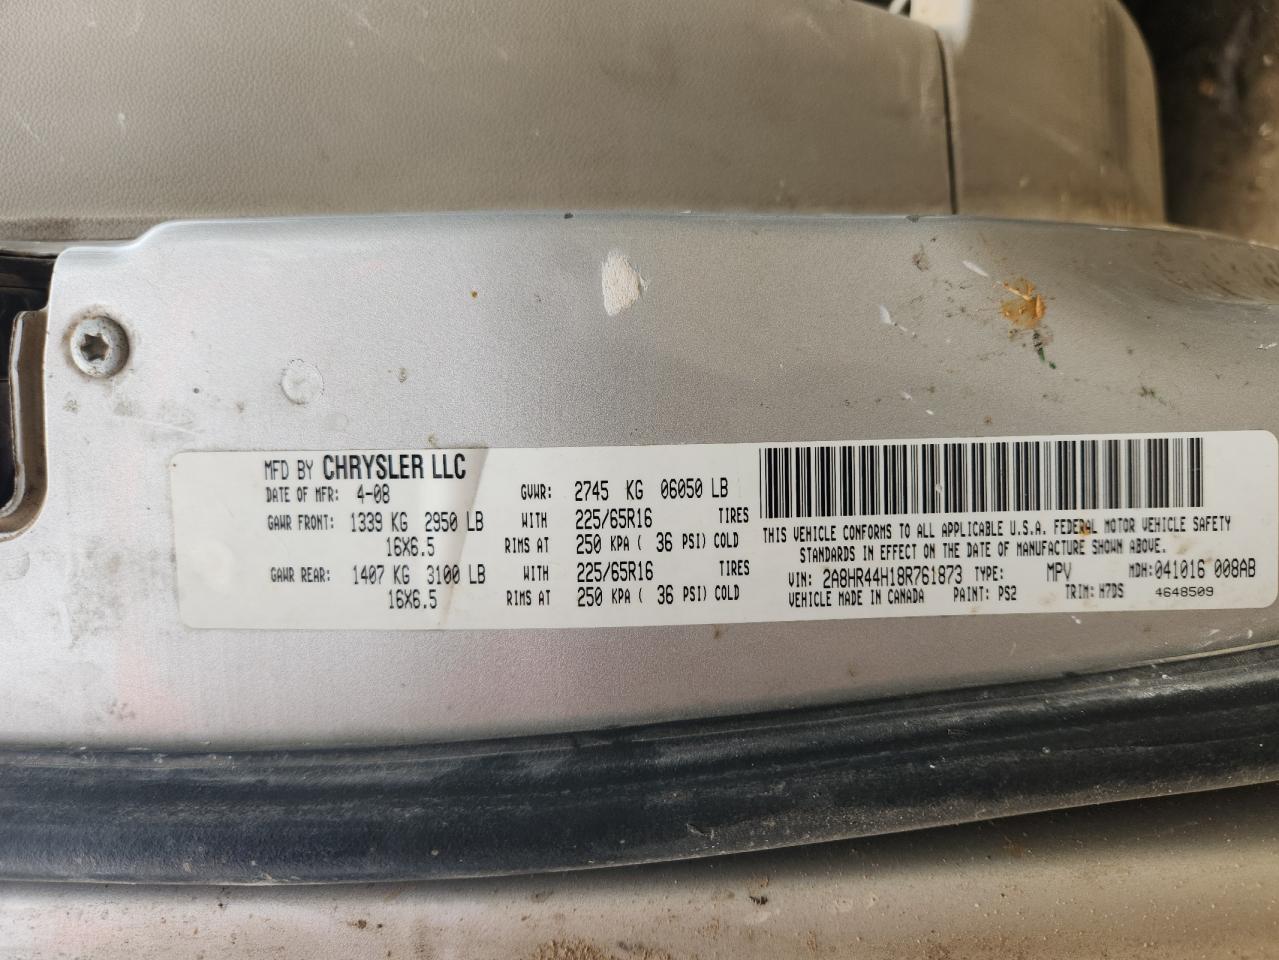 MFD BY CHRYSLER LLC
DATE OF MFR: 4-08 GVWR: 2745 KG 06050 LB
GAWR FRONT: 1339 KG 2950 LB WITH 225/65R16 TIRES
16X6.5 RIMS AT 250 KPA ( 36 PSI) COLD
GAWR REAR: 1407 KG 3100 LB WITH 225/65R16 TIRES
16X6.5 RIMS AT 250 KPA ( 36 PSI) COLD
THIS VEHICLE CONFORMS TO ALL APPLICABLE U.S.A. FEDERAL MOTOR VEHICLE SAFETY
STANDARDS IN EFFECT ON THE DATE OF MANUFACTURE SHOWN ABOVE.
VIN: 2A8HR44H18R761873 TYPE: MPV MDH: 041016 008AB
VEHICLE MADE IN CANADA PAINT: PS2 TRIM: H7DS 4648509